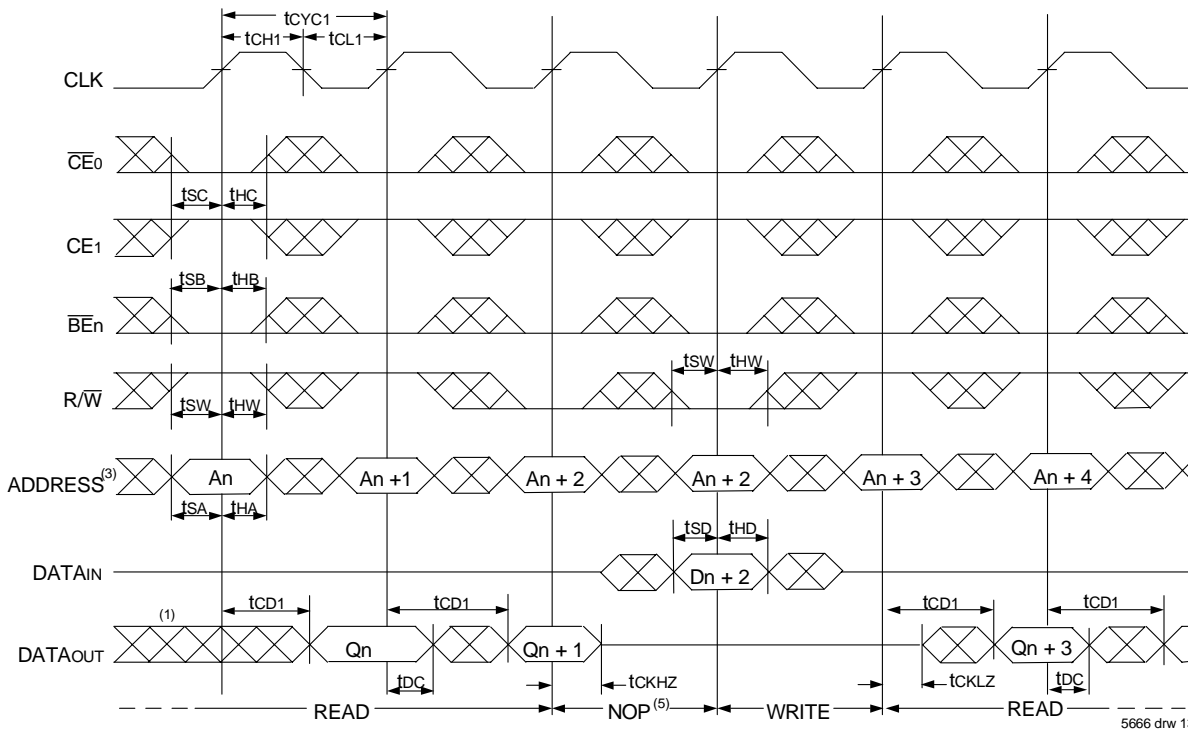 tCYC1
tCH1 tCL1
CLK
CE0
tSC tHC
CE1
tSB tHB
BEn
tSW tHW
R/W
tSW tHW
ADDRESS(3) An An +1 An + 2 An + 2 An + 3 An + 4
tSA tHA
tSD tHD
DATAIN Dn + 2
(1) tCD1 tCD1 tCD1 tCD1
DATAOUT Qn Qn + 1 Qn + 3
tDC tCKHZ tCKLZ tDC
READ NOP(5) WRITE READ
5666 drw